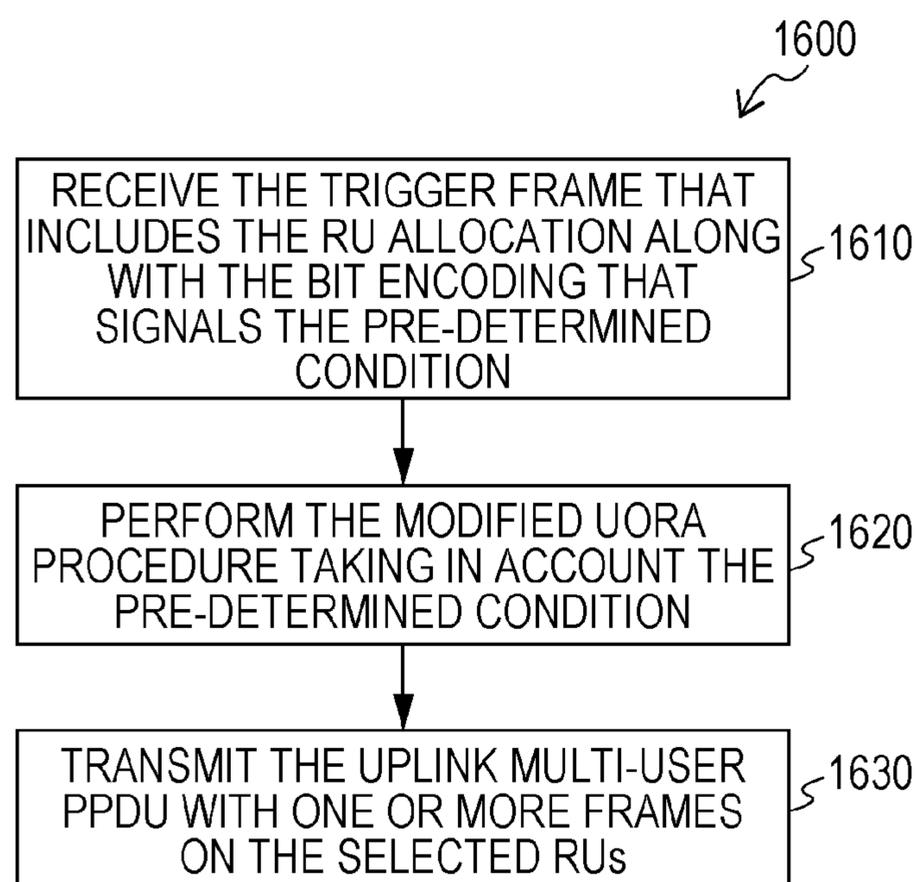 1600
RECEIVE THE TRIGGER FRAME THAT
INCLUDES THE RU ALLOCATION ALONG
WITH THE BIT ENCODING THAT
SIGNALS THE PRE-DETERMINED
CONDITION
1610
PERFORM THE MODIFIED UORA
PROCEDURE TAKING IN ACCOUNT THE
PRE-DETERMINED CONDITION
1620
TRANSMIT THE UPLINK MULTI-USER
PPDU WITH ONE OR MORE FRAMES
ON THE SELECTED RUs
1630